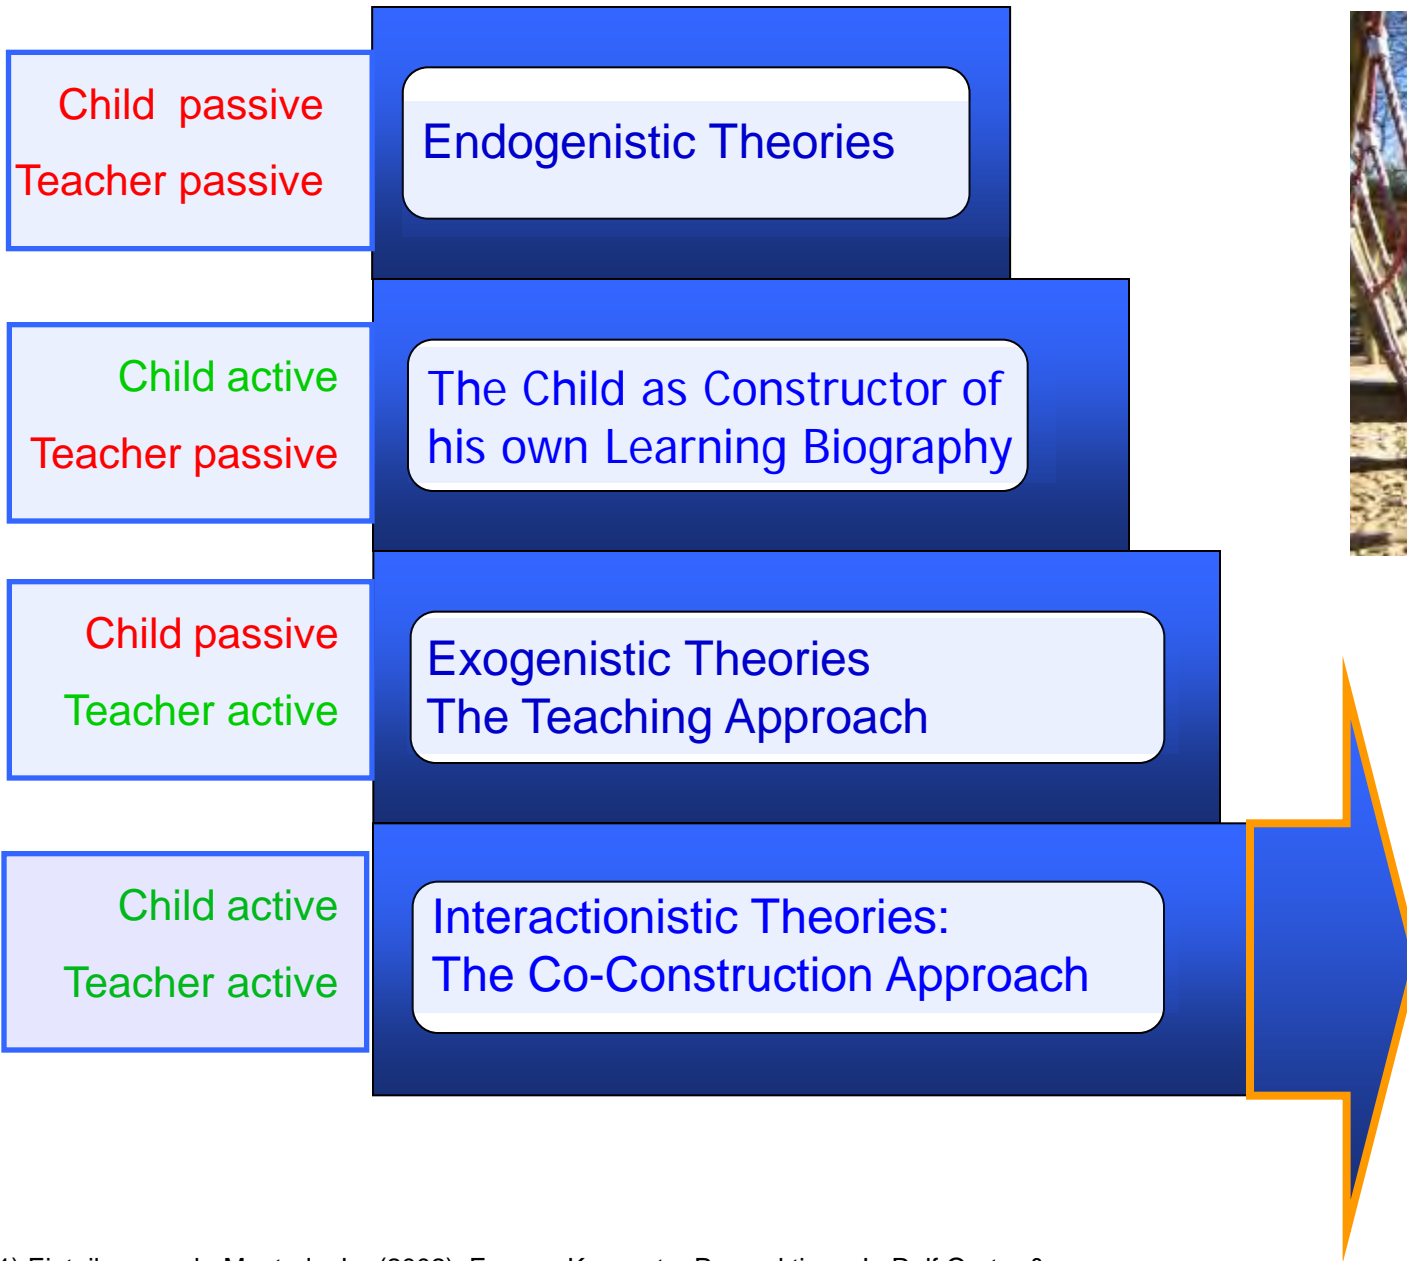 Child passive
Teacher passive
Endogenistic Theories
Child active
Teacher passive
The Child as Constructor of
his own Learning Biography
Child passive
Teacher active
Exogenistic Theories
The Teaching Approach
Child active
Teacher active
Interactionistic Theories:
The Co-Construction Approach